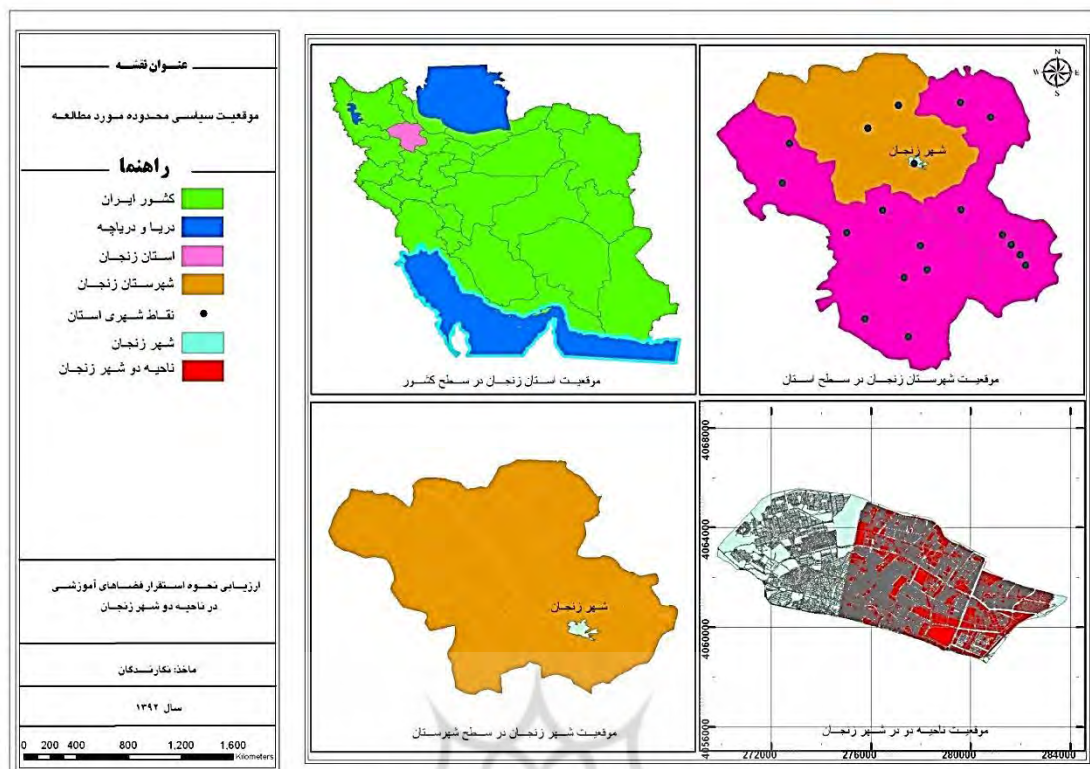 عنوان نقشه
موقعیت سیاسی محدوده مورد مطالعه
راهنما
کشور ایران
دریا و دریاچه
استان زنجان
شهرستان زنجان
نقاط شهری استان
شهر زنجان
ناحیه دو شهر زنجان
ارزیابی نحوه استقرار فضاهای آموزشی
در ناحیه دو شهر زنجان
ماخذ: نگارندگان
سال ۱۳۹۲
0 200 400 800 1,200 1,600
Kilometers
موقعیت استان زنجان در سطح کشور
N
W E
S
شهر زنجان
موقعیت شهرستان زنجان در سطح استان
شهر زنجان
موقعیت شهر زنجان در سطح شهرستان
4068000
4064000
4060000
4056000
موقعیت ناحیه دو در شهر زنجان
272000 276000 280000 284000